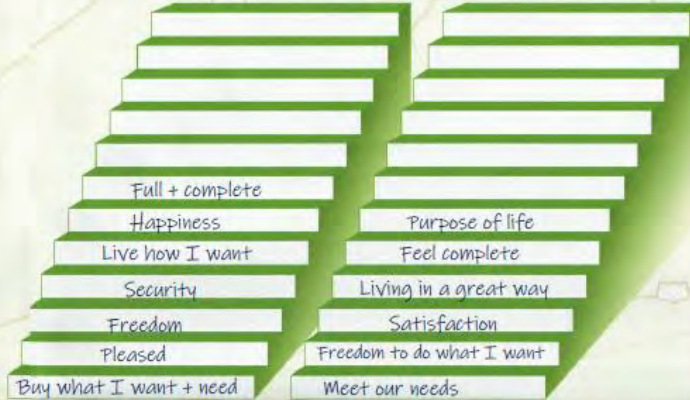 Full + complete
Happiness
Live how I want
Security
Freedom
Pleased
Buy what I want + need
Purpose of life
Feel complete
Living in a great way
Satisfaction
Freedom to do what I want
Meet our needs